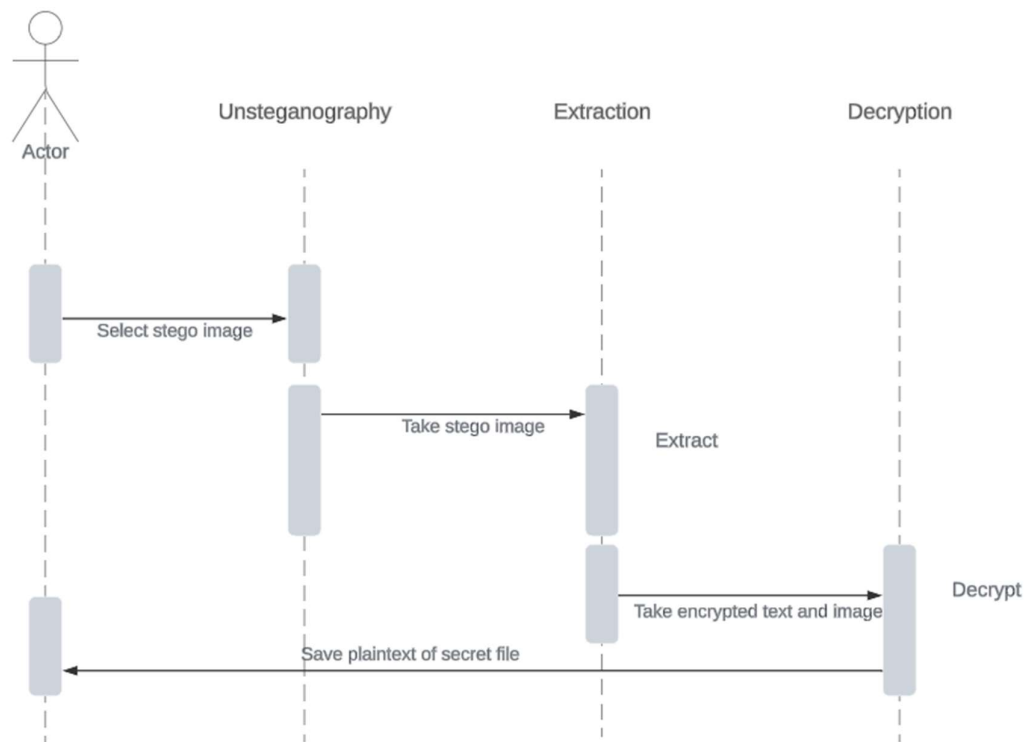 Unsteganography
Extraction
Decryption
Actor
Select stego image
Take stego image
Extract
Decrypt
Take encrypted text and image
Save plaintext of secret file